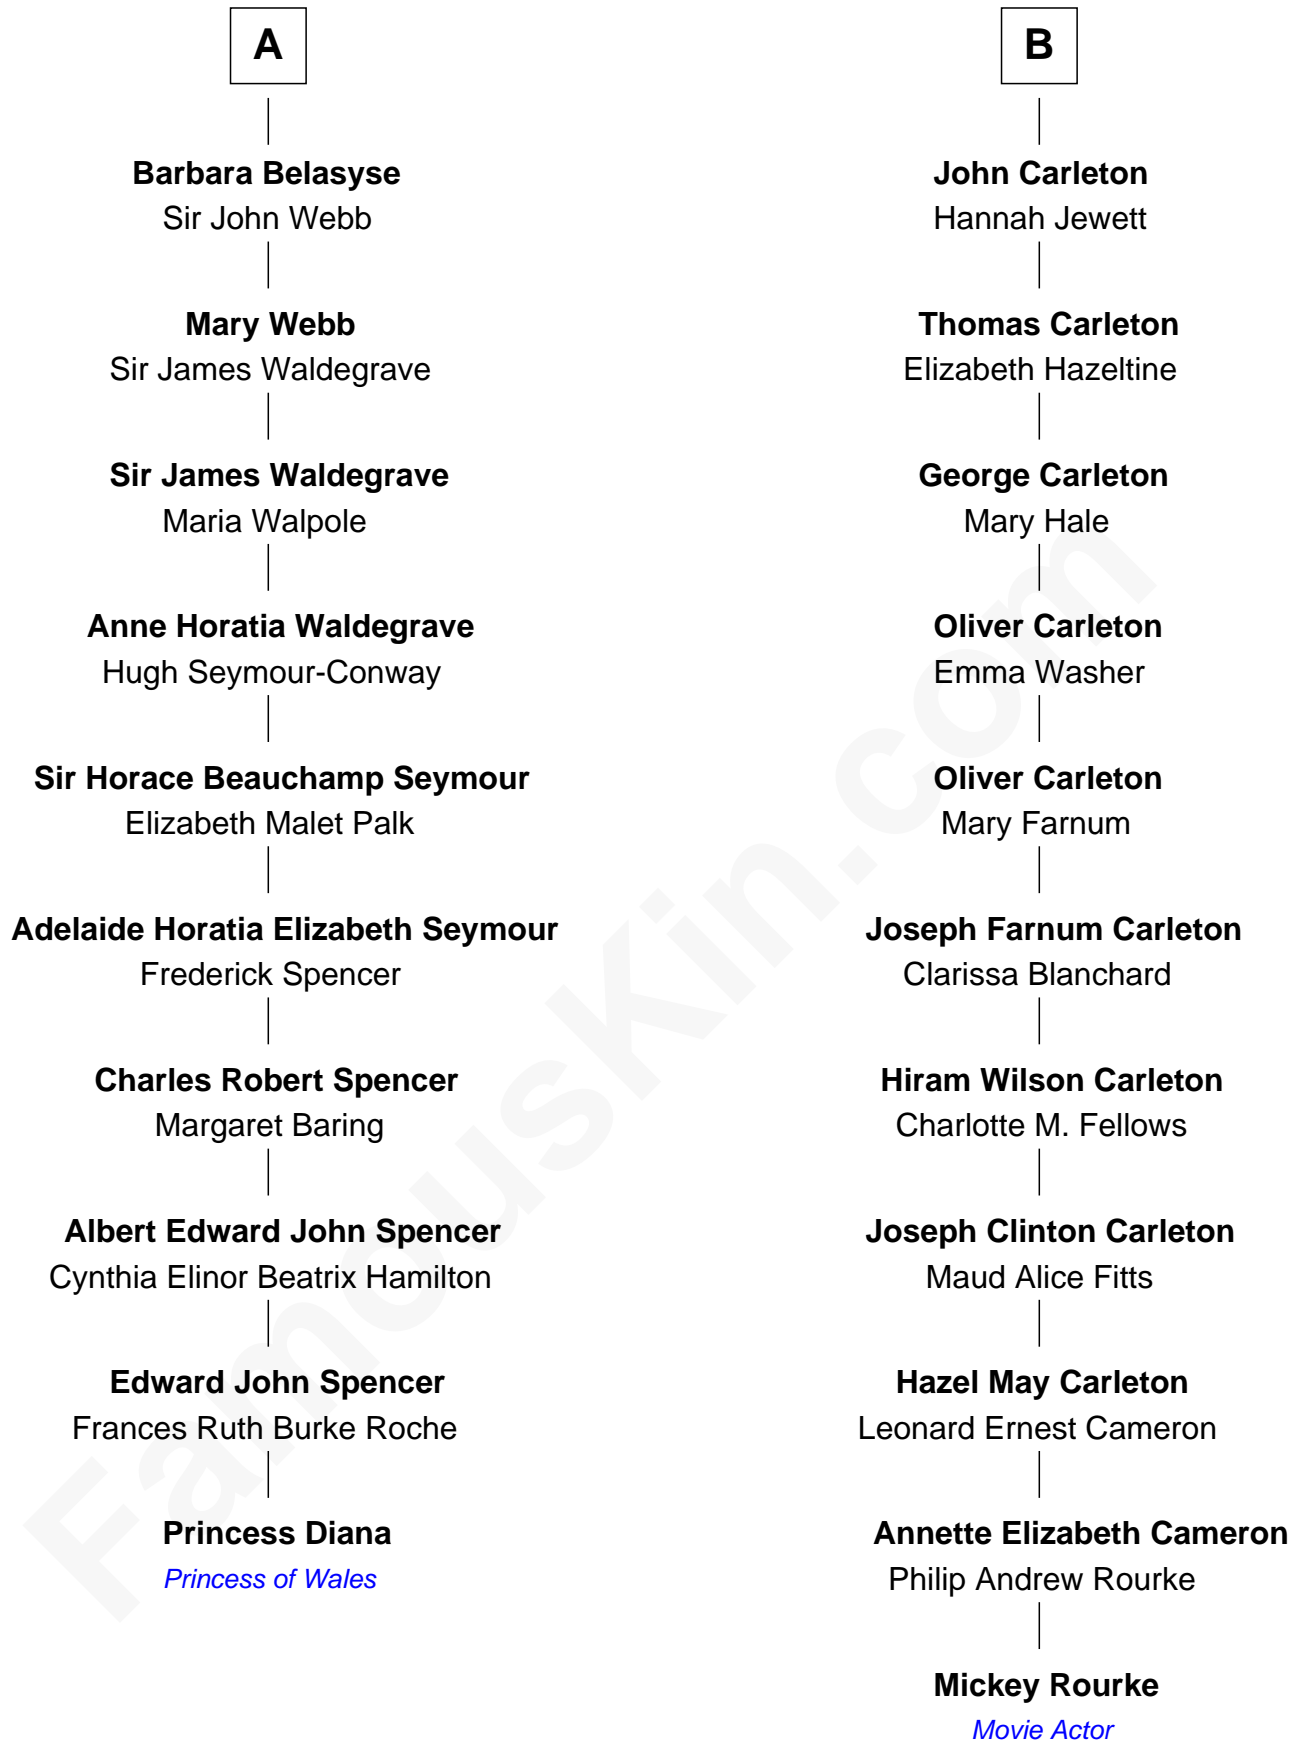 A
Barbara Belasyse
Sir John Webb
Mary Webb
Sir James Waldegrave
Sir James Waldegrave
Maria Walpole
Anne Horatia Waldegrave
Hugh Seymour-Conway
Sir Horace Beauchamp Seymour
Elizabeth Malet Palk
Adelaide Horatia Elizabeth Seymour
Frederick Spencer
Charles Robert Spencer
Margaret Baring
Albert Edward John Spencer
Cynthia Elinor Beatrix Hamilton
Edward John Spencer
Frances Ruth Burke Roche
Princess Diana
Princess of Wales
B
John Carleton
Hannah Jewett
Thomas Carleton
Elizabeth Hazeltine
George Carleton
Mary Hale
Oliver Carleton
Emma Washer
Oliver Carleton
Mary Farnum
Joseph Farnum Carleton
Clarissa Blanchard
Hiram Wilson Carleton
Charlotte M. Fellows
Joseph Clinton Carleton
Maud Alice Fitts
Hazel May Carleton
Leonard Ernest Cameron
Annette Elizabeth Cameron
Philip Andrew Rourke
Mickey Rourke
Movie Actor
FamousKin.com